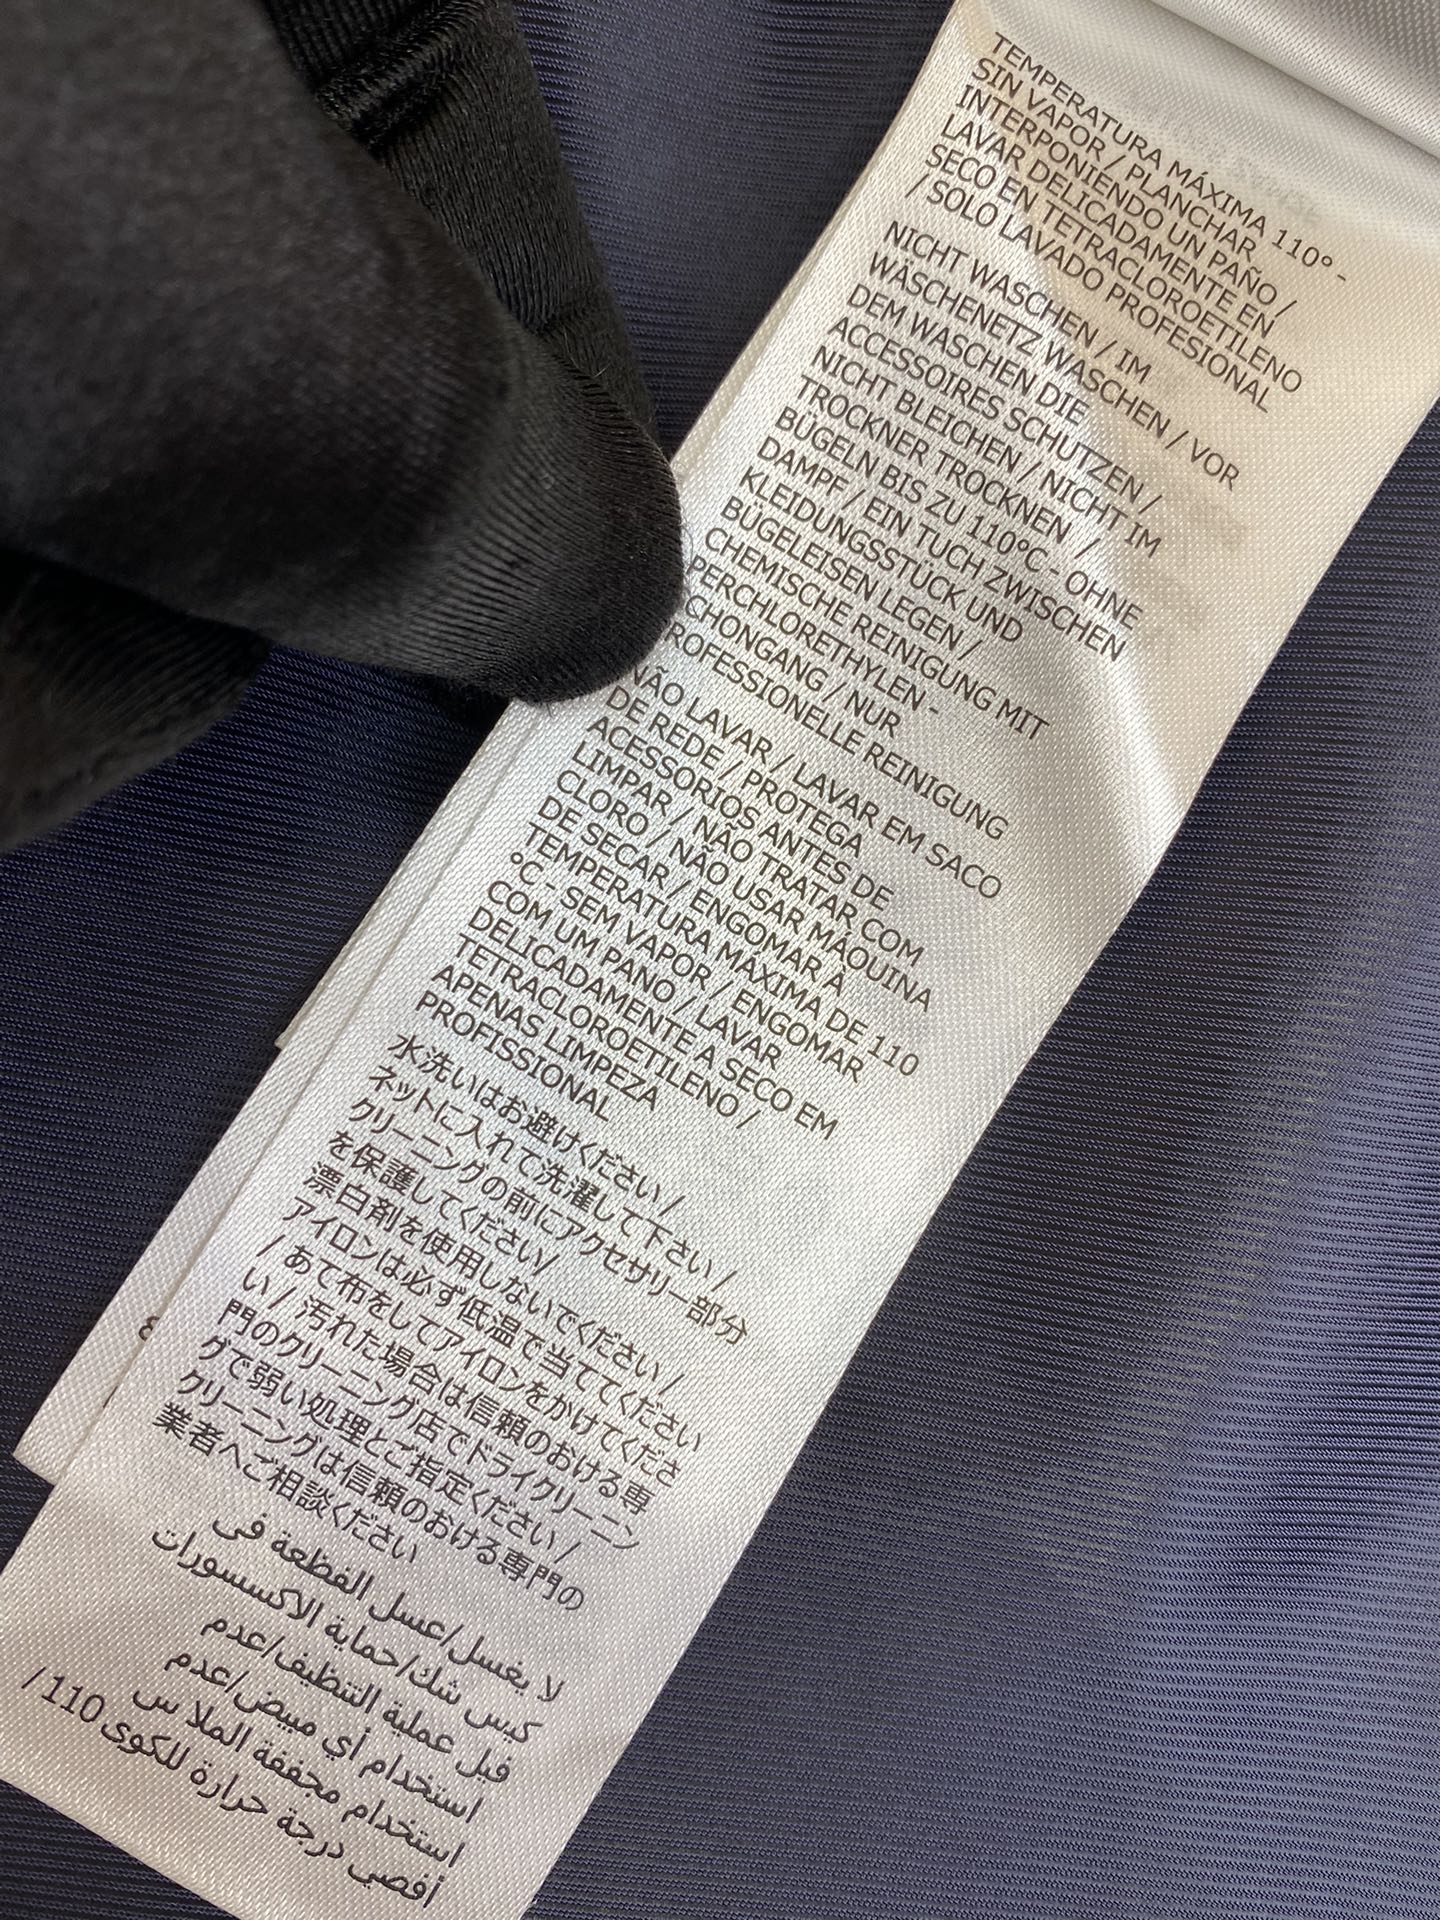 TEMPERATURA MÁXIMA 110° -
SIN VAPOR / PLANCHAR
INTERPONIENDO UN PAÑO /
LAVAR DELICADAMENTE EN
SECO EN TETRACLOROETILENO
/ SOLO LAVADO PROFESIONAL
NICHT WASCHEN / IM
WÄSCHENETZ WASCHEN / VOR
DEM WASCHEN DIE
ACCESSOIRES SCHUTZEN /
NICHT BLEICHEN / NICHT IM
TROCKNER TROCKNEN /
BÜGELN BIS ZU 110°C - OHNE
DAMPF / EIN TUCH ZWISCHEN
KLEIDUNGSSTÜCK UND
BÜGELEISEN LEGEN /
CHEMISCHE REINIGUNG MIT
PERCHLORETHYLEN -
CHONGANG / NUR
ROFESSIONELLE REINIGUNG
NÃO LAVAR / LAVAR EM SACO
DE REDE / PROTEGA
ACESSORIOS ANTES DE
LIMPAR / NÃO TRATAR COM
CLORO / NÃO USAR MÁOUINA
DE SECAR / ENGOMAR À
TEMPERATURA MÁXIMA DE 110
°C - SEM VAPOR / ENGOMAR
COM UM PANO / LAVAR
DELICADAMENTE A SECO EM
TETRACLOROETILENO /
APENAS LIMPEZA
PROFISSIONAL
水洗いはお避けください /
ネットに入れて洗濯して下さい /
クリーニングの前にアクセサリー部分
を保護してください/
漂白剤を使用しないでください /
アイロンは必ず低温で当ててください
/ あて布をしてアイロンをかけてくださ
い / 汚れた場合は信頼のおける専
門のクリーニング店でドライクリーニン
グで弱い処理とご指定ください /
クリーニングは信頼のおける専門の
業者へご相談ください
لا يغسل/عسل القظعة فى
كيس شك/حماية الاكسسورات
قيل عملية التنظيف/عدم
استخدام أي مبيض/عدم
استخدام مجففة الملا بس
أفصي درجة حرارة للكوى 110 /